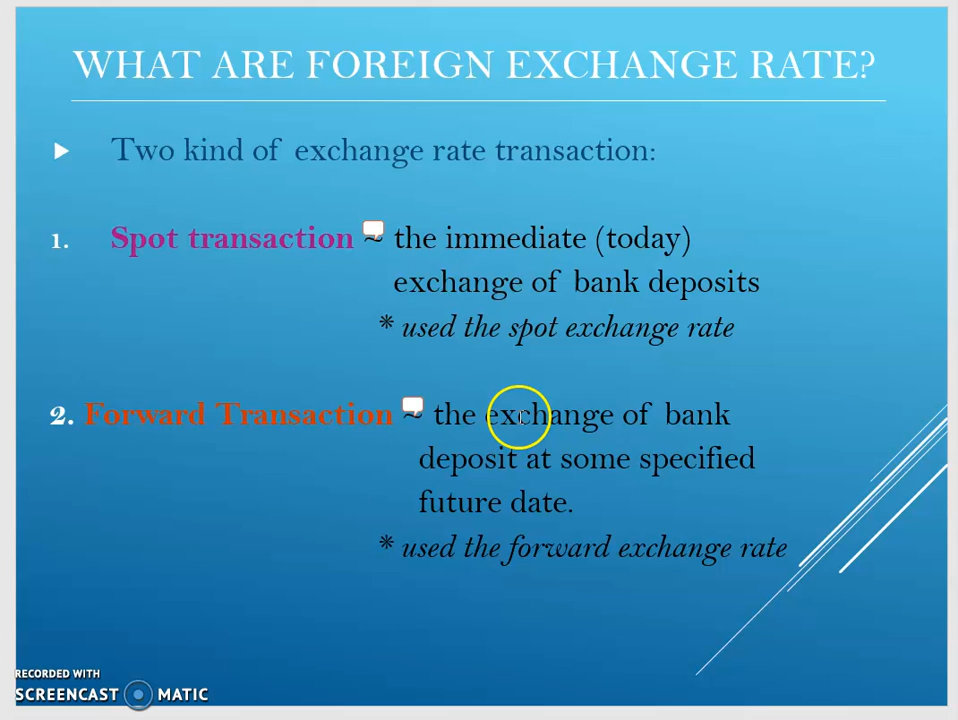 WHAT ARE FOREIGN EXCHANGE RATE?
Two kind of exchange rate transaction:
1. Spot transaction ~ the immediate (today)
exchange of bank deposits
* used the spot exchange rate
2. Forward Transaction ~ the exchange of bank
deposit at some specified
future date.
* used the forward exchange rate
RECORDED WITH
SCREENCAST MATIC